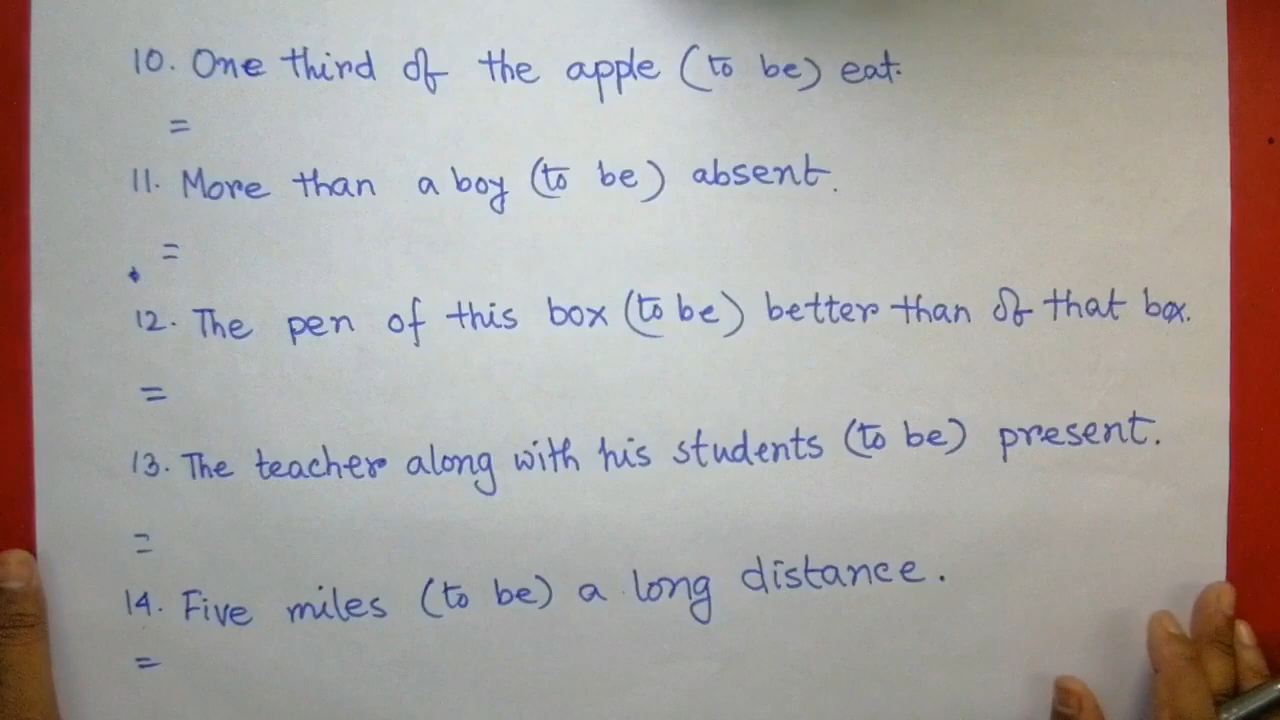 10. One third of the apple (to be) eat.
=
11. More than a boy (to be) absent.
=
12. The pen of this box (to be) better than of that box.
=
13. The teacher along with his students (to be) present.
=
14. Five miles (to be) a long distance.
=